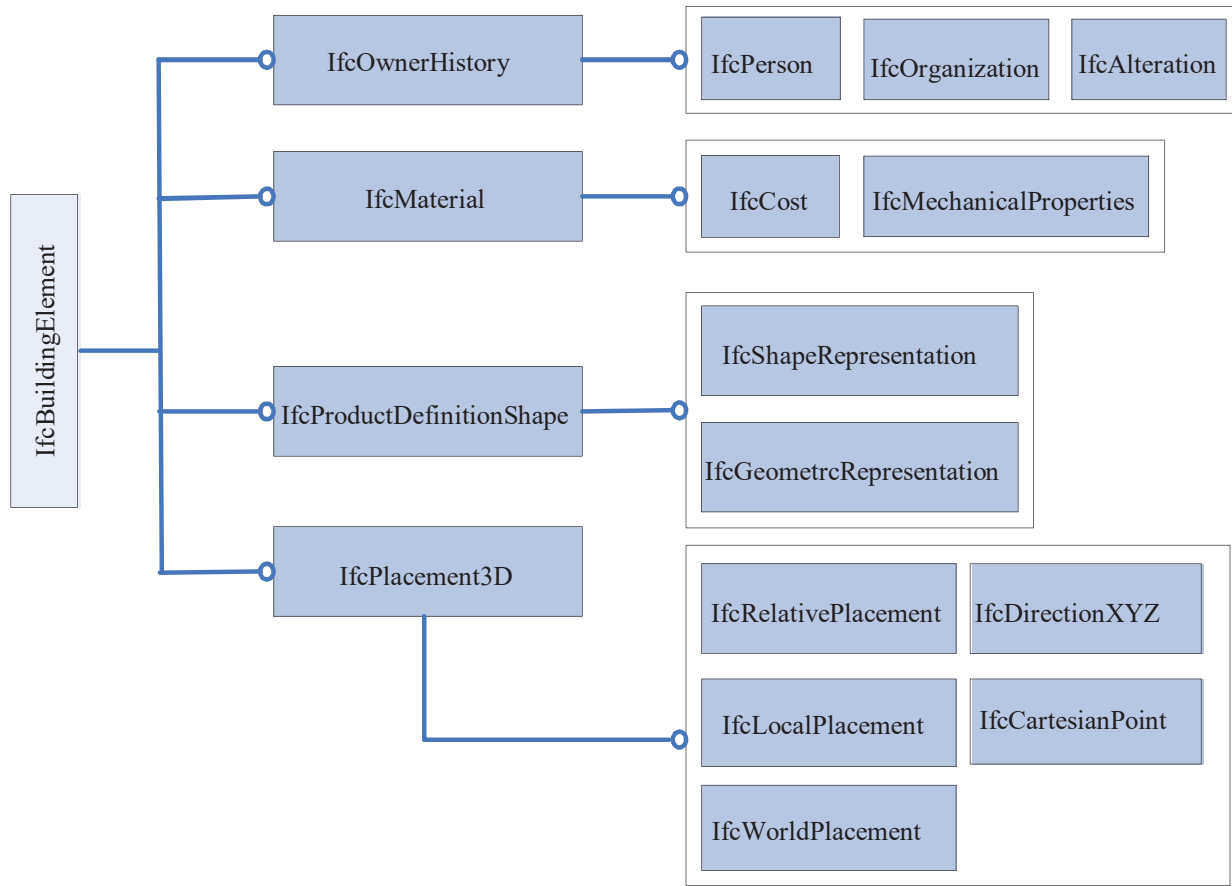 IfcBuildingElement
IfcOwnerHistory
IfcPerson
IfcOrganization
IfcAlteration
IfcMaterial
IfcCost
IfcMechanicalProperties
IfcProductDefinitionShape
IfcShapeRepresentation
IfcGeometrcRepresentation
IfcPlacement3D
IfcRelativePlacement
IfcDirectionXYZ
IfcLocalPlacement
IfcCartesianPoint
IfcWorldPlacement